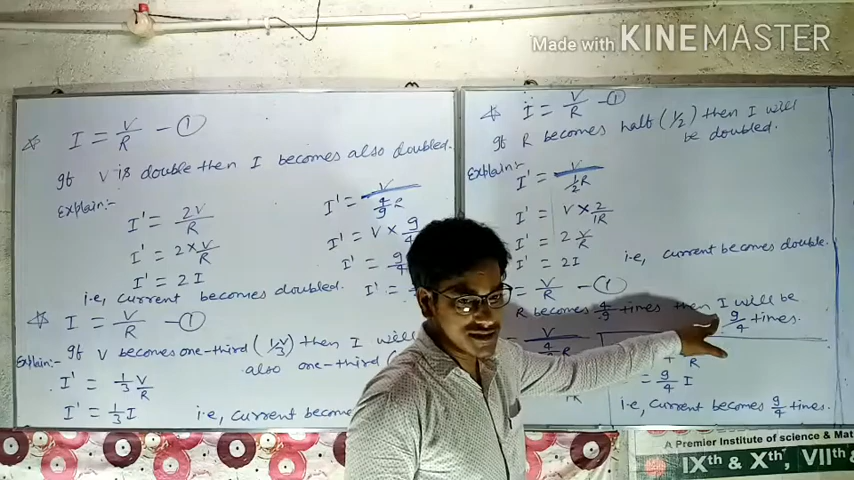 Made with KINEMASTER
☆ I = V/R – ①
If V is double then I becomes also doubled.
Explain:-
I' = 2V/R
I' = 2×V/R
I' = 2I
i.e, current becomes doubled.
I' = V/(4/9 R)
I' = V × 9/4
I' = 9/4
I' =
☆ I = V/R – ①
If V becomes one-third (1/3 V) then I will
also one-third
Explain:-
I' = 1/3 V/R
I' = 1/3 I
i.e, current
☆ I = V/R – ①
If R becomes half (1/2) then I will
be doubled.
Explain:-
I' = V/(1/2 R)
I' = V × 2/1R
I' = 2 V/R
I' = 2I
i.e, current becomes double.
= V/R – ①
R becomes 4/9 times then I will be
9/4 times.
V/(4/9 R)
R
= 9/4 I
i.e, current becomes 9/4 times.
A Premier Institute of science & Mat
IXth & Xth, VIIth &